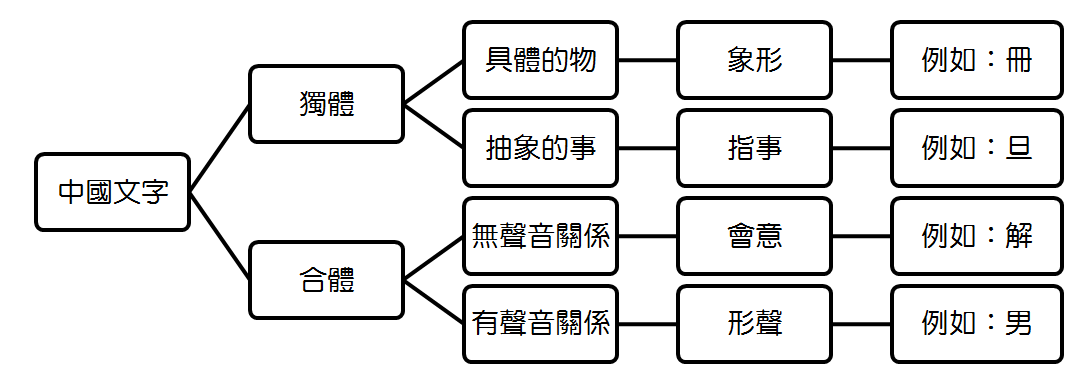 中國文字
獨體
具體的物
象形
例如：冊
抽象的事
指事
例如：旦
合體
無聲音關係
會意
例如：解
有聲音關係
形聲
例如：男